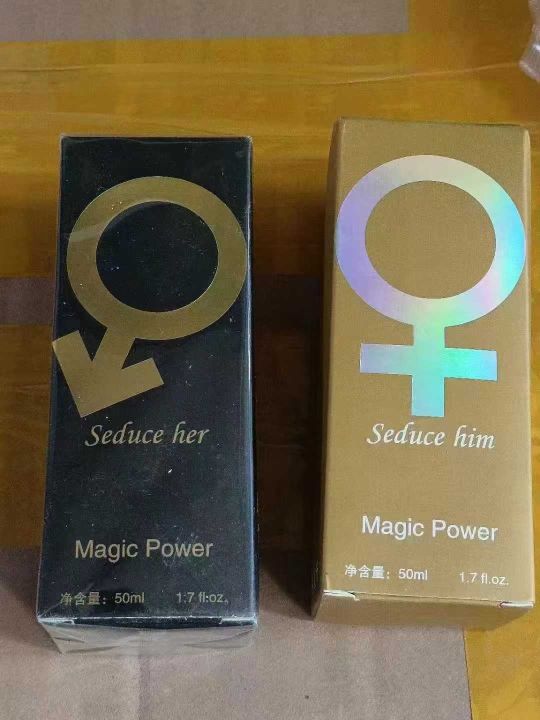 Seduce her
Magic Power
净含量：50ml 1.7 fl.oz.
Seduce him
Magic Power
净含量：50ml 1.7 fl.oz.